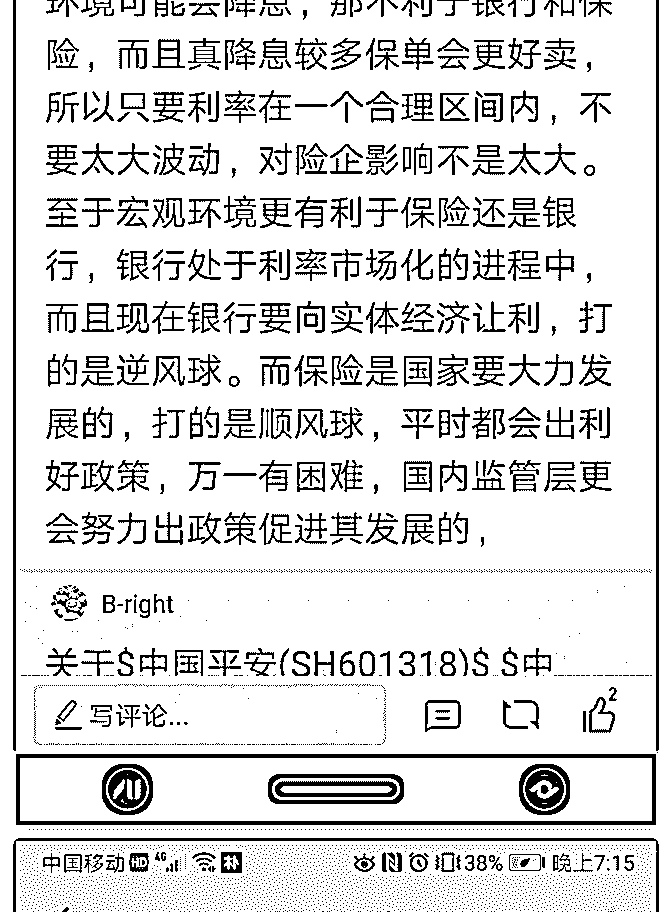 环境可能会降息，那不利于银行和保
险，而且真降息较多保单会更好卖，
所以只要利率在一个合理区间内，不
要太大波动，对险企影响不是太大。
至于宏观环境更有利于保险还是银
行，银行处于利率市场化的进程中，
而且现在银行要向实体经济让利，打
的是逆风球。而保险是国家要大力发
展的，打的是顺风球，平时都会出利
好政策，万一有困难，国内监管层更
会努力出政策促进其发展的，
B-right
关于$中国平安(SH601318)$ $中
写评论... 2
中国移动 HD 4G 38% 晚上7:15